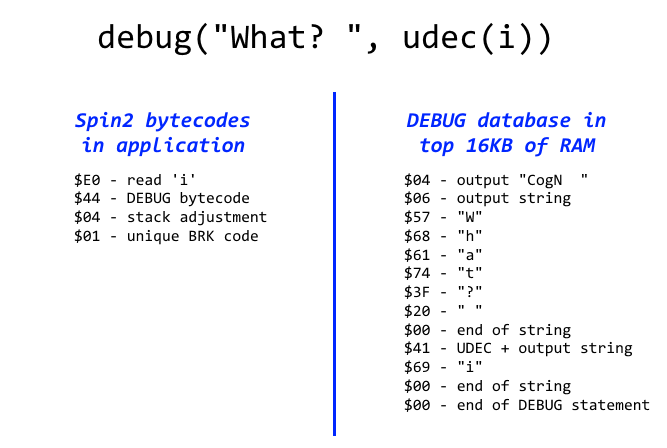 debug("What? ", udec(i))
Spin2 bytecodes
in application
$E0 - read 'i'
$44 - DEBUG bytecode
$04 - stack adjustment
$01 - unique BRK code
DEBUG database in
top 16KB of RAM
$04 - output "CogN  "
$06 - output string
$57 - "W"
$68 - "h"
$61 - "a"
$74 - "t"
$3F - "?"
$20 - " "
$00 - end of string
$41 - UDEC + output string
$69 - "i"
$00 - end of string
$00 - end of DEBUG statement